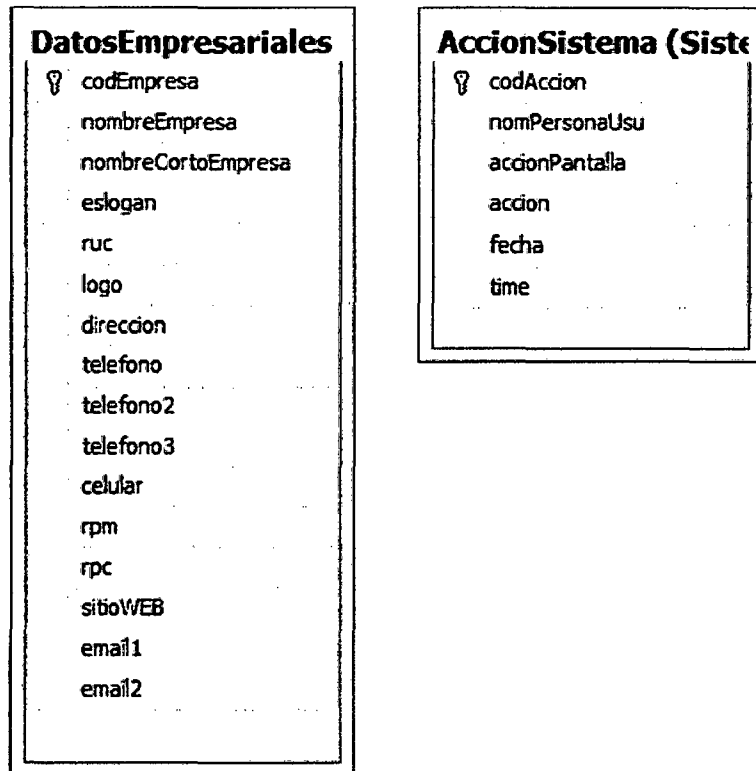 DatosEmpresariales
codEmpresa
nombreEmpresa
nombreCortoEmpresa
eslogan
ruc
logo
direccion
telefono
telefono2
telefono3
celular
rpm
rpc
sitioWEB
email1
email2
AccionSistema (Siste
codAccion
nomPersonaUsu
accionPantalla
accion
fecha
time